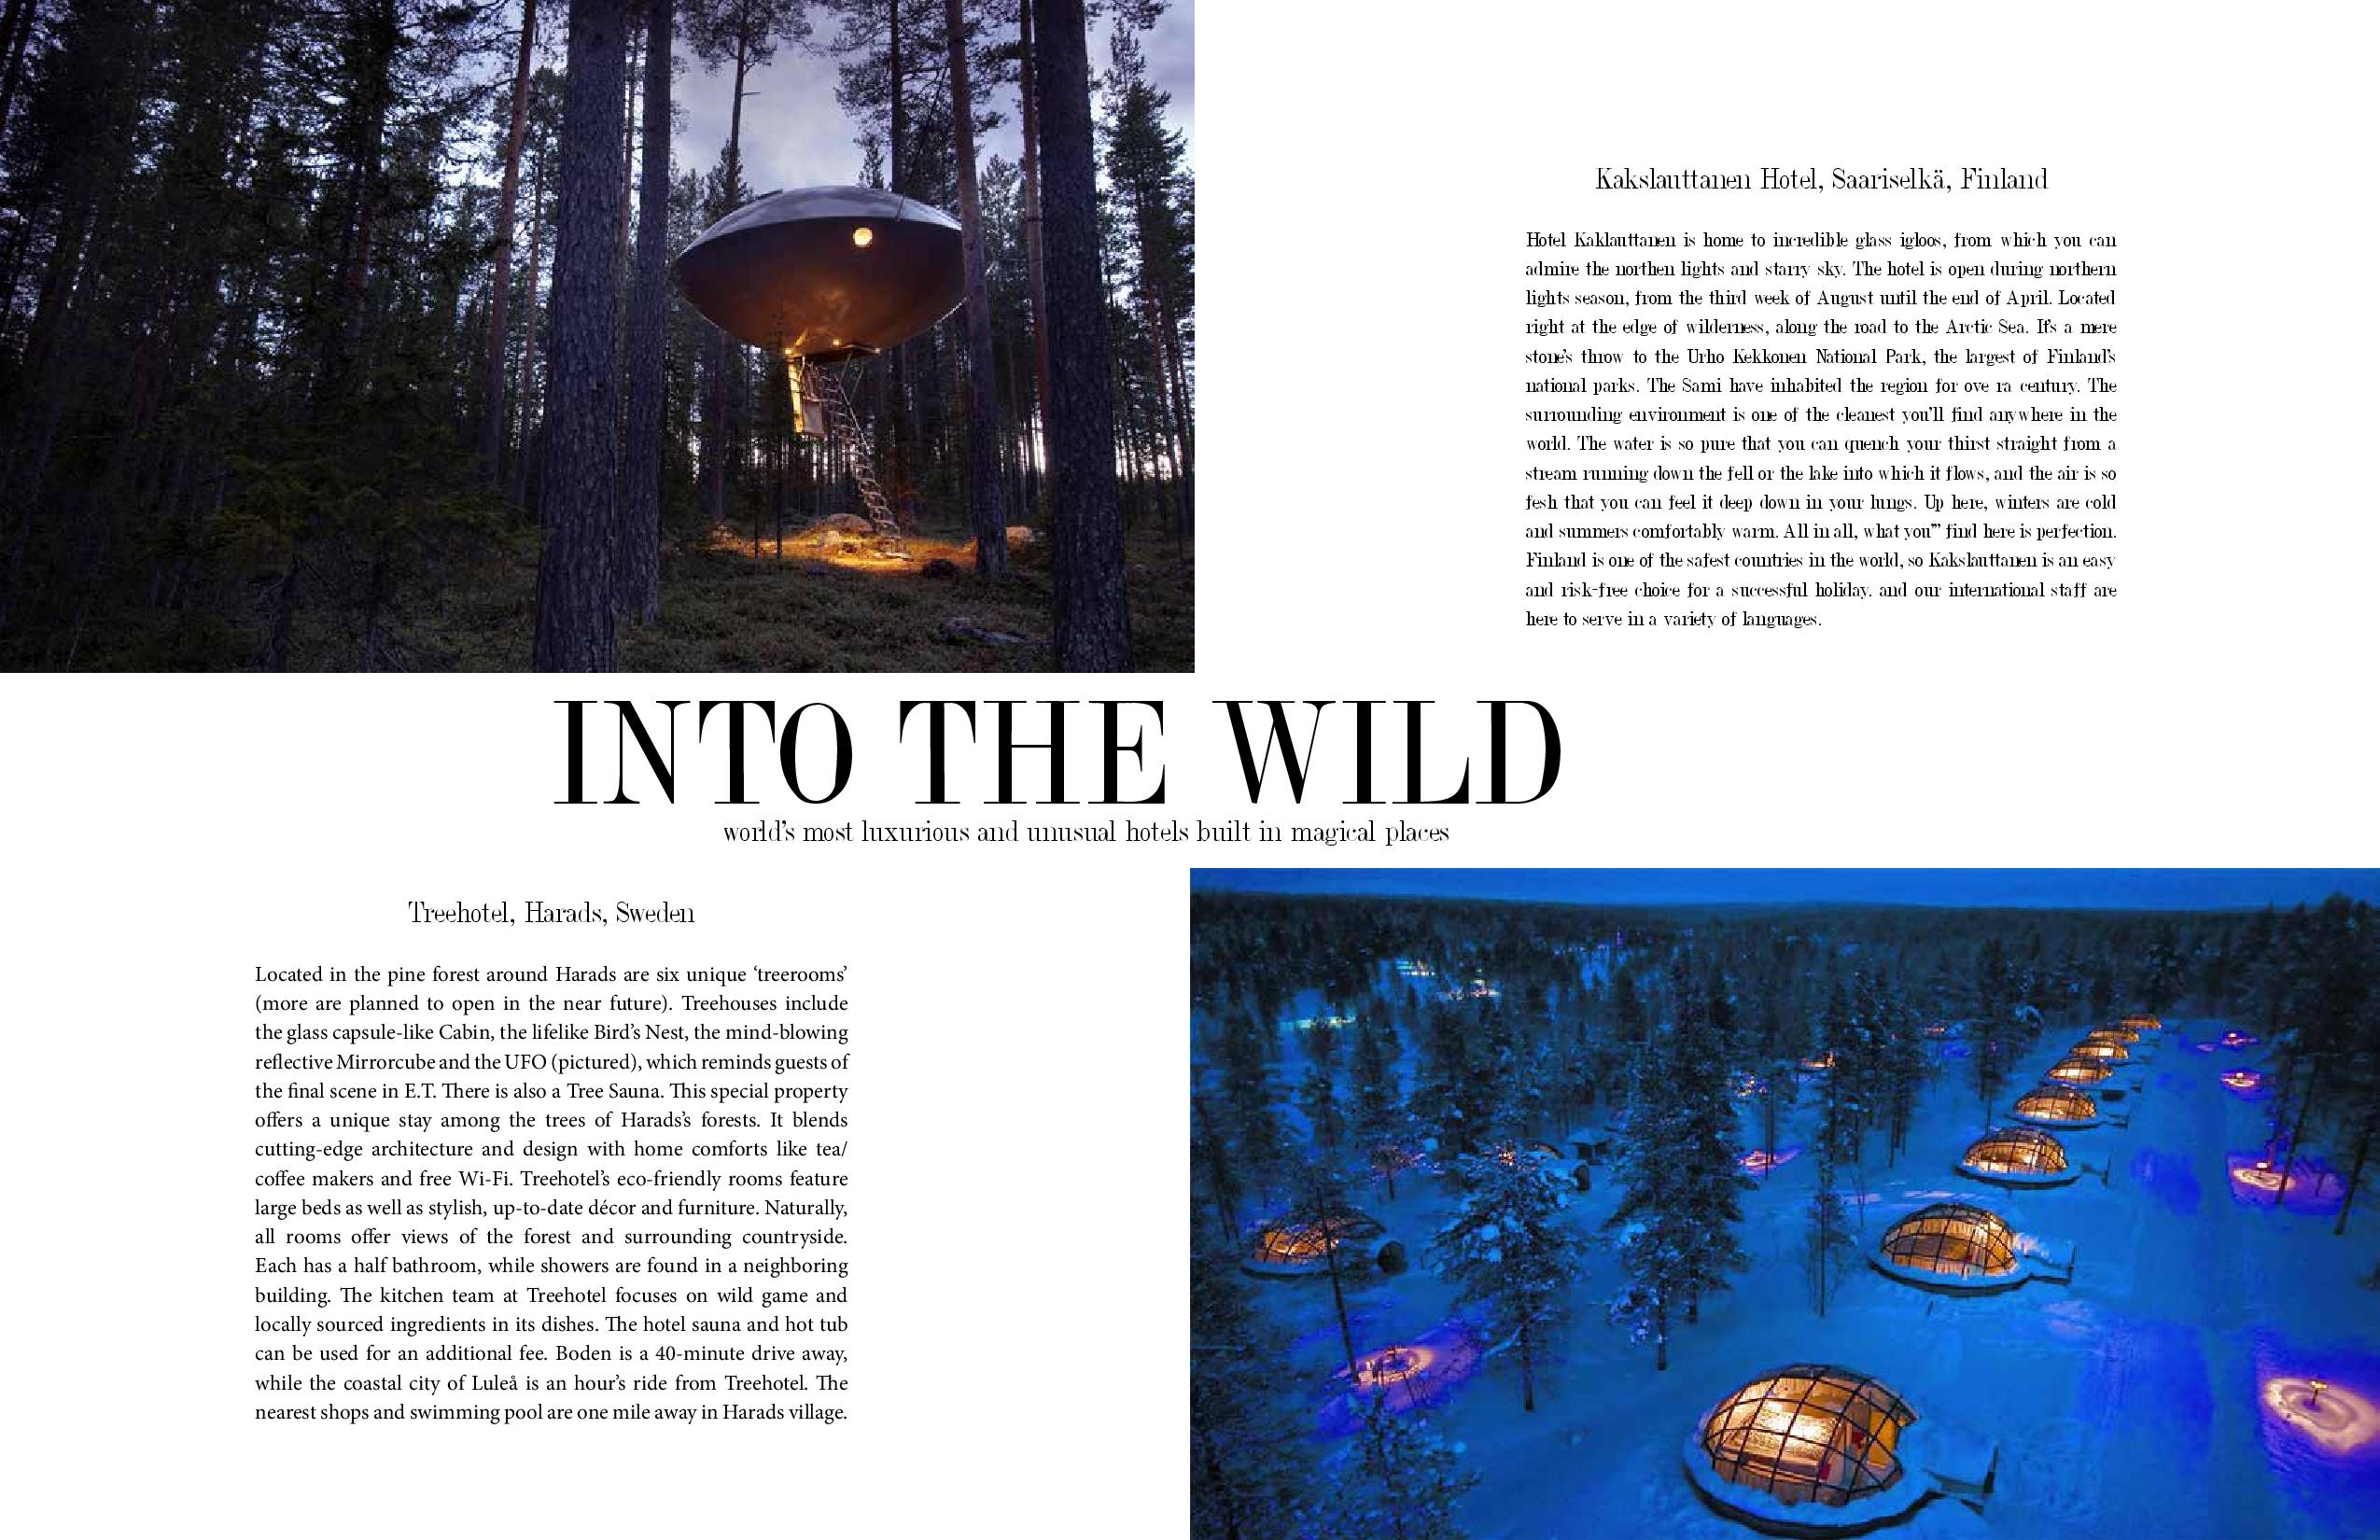 Kakslauttanen Hotel, Saariselkä, Finland
Hotel Kaklauttanen is home to incredible glass igloos, from which you can
admire the northen lights and starry sky. The hotel is open during northern
lights season, from the third week of August until the end of April. Located
right at the edge of wilderness, along the road to the Arctic Sea. It's a mere
stone's throw to the Urho Kekkonen National Park, the largest of Finland's
national parks. The Sami have inhabited the region for ove ra century. The
surrounding environment is one of the cleanest you'll find anywhere in the
world. The water is so pure that you can quench your thirst straight from a
stream running down the fell or the lake into which it flows, and the air is so
fesh that you can feel it deep down in your lungs. Up here, winters are cold
and summers comfortably warm. All in all, what you''' find here is perfection.
Finland is one of the safest countries in the world, so Kakslauttanen is an easy
and risk-free choice for a successful holiday. and our international staff are
here to serve in a variety of languages.
INTO THE WILD
world's most luxurious and unusual hotels built in magical places
Treehotel, Harads, Sweden
Located in the pine forest around Harads are six unique ‘treerooms’
(more are planned to open in the near future). Treehouses include
the glass capsule-like Cabin, the lifelike Bird’s Nest, the mind-blowing
reflective Mirrorcube and the UFO (pictured), which reminds guests of
the final scene in E.T. There is also a Tree Sauna. This special property
offers a unique stay among the trees of Harads’s forests. It blends
cutting-edge architecture and design with home comforts like tea/
coffee makers and free Wi-Fi. Treehotel’s eco-friendly rooms feature
large beds as well as stylish, up-to-date décor and furniture. Naturally,
all rooms offer views of the forest and surrounding countryside.
Each has a half bathroom, while showers are found in a neighboring
building. The kitchen team at Treehotel focuses on wild game and
locally sourced ingredients in its dishes. The hotel sauna and hot tub
can be used for an additional fee. Boden is a 40-minute drive away,
while the coastal city of Luleå is an hour’s ride from Treehotel. The
nearest shops and swimming pool are one mile away in Harads village.